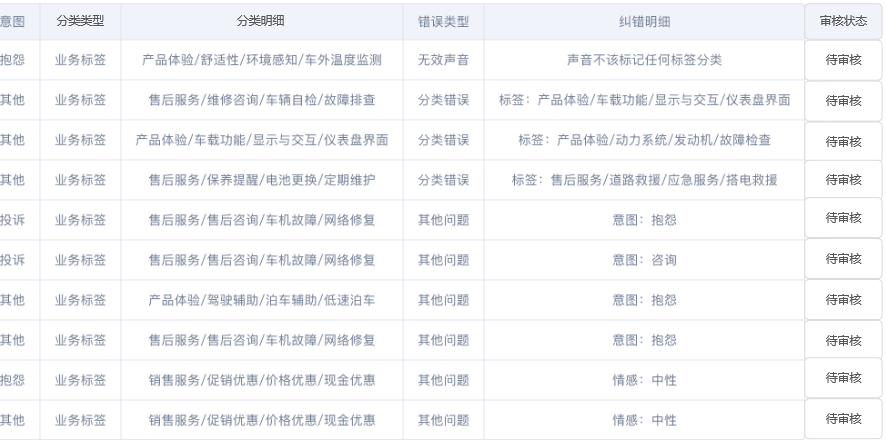 意图 分类类型 分类明细 错误类型 纠错明细 审核状态
抱怨 业务标签 产品体验/舒适性/环境感知/车外温度监测 无效声音 声音不该标记任何标签分类 待审核
其他 业务标签 售后服务/维修咨询/车辆自检/故障排查 分类错误 标签：产品体验/车载功能/显示与交互/仪表盘界面 待审核
其他 业务标签 产品体验/车载功能/显示与交互/仪表盘界面 分类错误 标签：产品体验/动力系统/发动机/故障检查 待审核
其他 业务标签 售后服务/保养提醒/电池更换/定期维护 分类错误 标签：售后服务/道路救援/应急服务/搭电救援 待审核
投诉 业务标签 售后服务/售后咨询/车机故障/网络修复 其他问题 意图：抱怨 待审核
投诉 业务标签 售后服务/售后咨询/车机故障/网络修复 其他问题 意图：咨询 待审核
其他 业务标签 产品体验/驾驶辅助/泊车辅助/低速泊车 其他问题 意图：抱怨 待审核
其他 业务标签 售后服务/售后咨询/车机故障/网络修复 其他问题 意图：抱怨 待审核
抱怨 业务标签 销售服务/促销优惠/价格优惠/现金优惠 其他问题 情感：中性 待审核
其他 业务标签 销售服务/促销优惠/价格优惠/现金优惠 其他问题 情感：中性 待审核